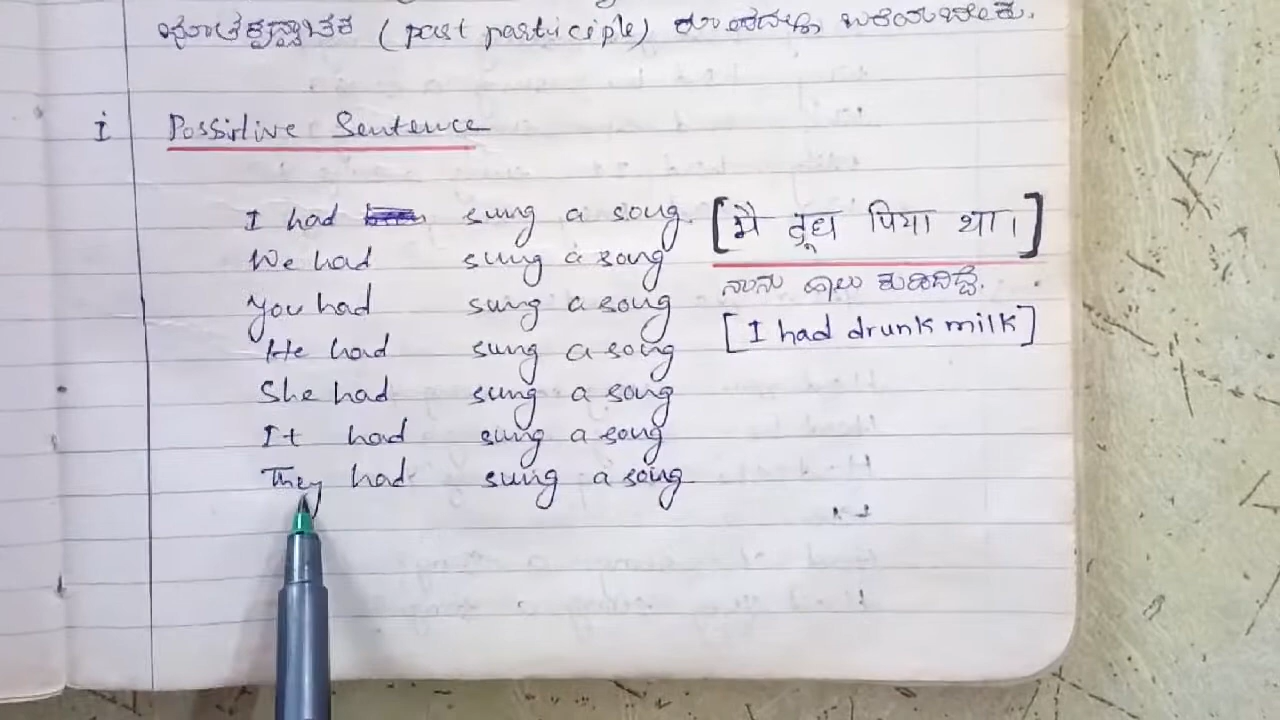 (past participle)
i Possitive Sentence
I had sung a song. [मै दूध पिया था।]
We had sung a song
ನಾನು ಹಾಲು ಕುಡಿದಿದ್ದೆ.
You had sung a song
[I had drunk milk]
He had sung a song
She had sung a song
It had sung a song
They had sung a song